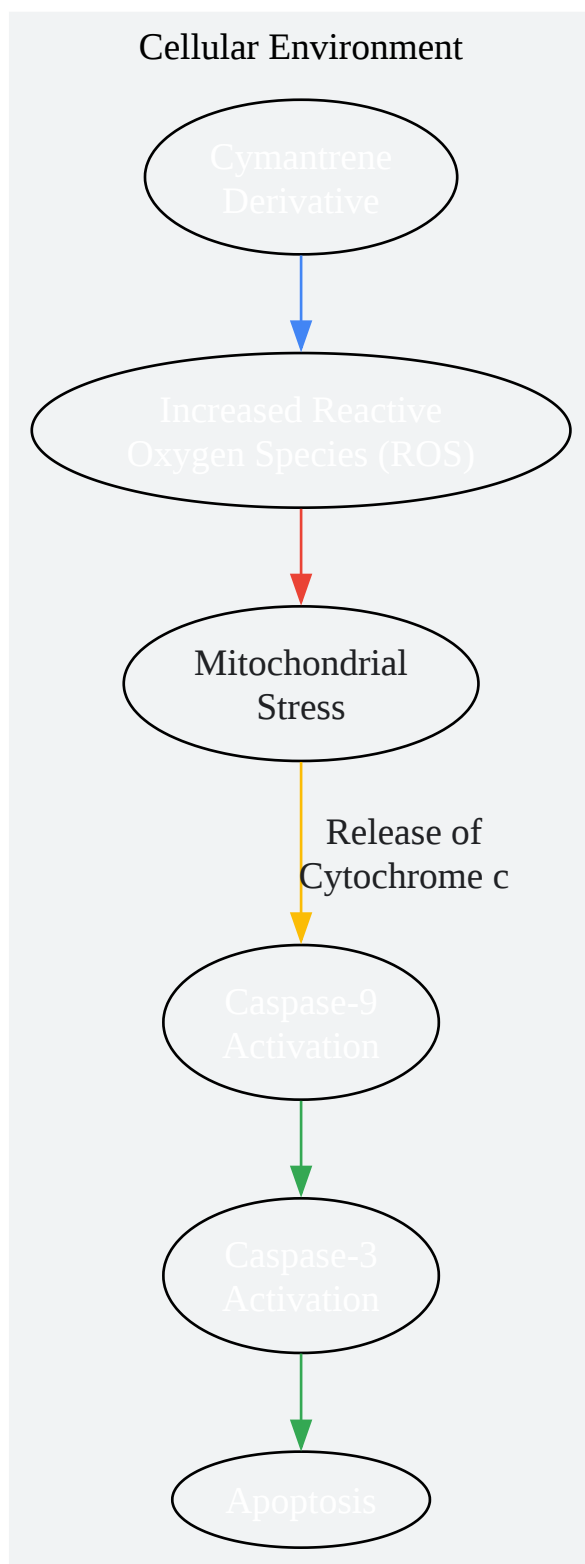 Cellular Environment
Cymantrene
Derivative
Increased Reactive
Oxygen Species (ROS)
Mitochondrial
Stress
Release of
Cytochrome c
Caspase-9
Activation
Caspase-3
Activation
Apoptosis